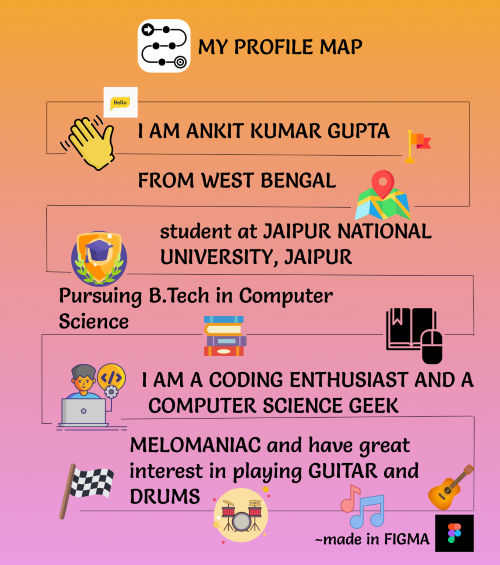 MY PROFILE MAP
Hello
I AM ANKIT KUMAR GUPTA
FROM WEST BENGAL
student at JAIPUR NATIONAL
UNIVERSITY, JAIPUR
Pursuing B.Tech in Computer
Science
I AM A CODING ENTHUSIAST AND A
COMPUTER SCIENCE GEEK
MELOMANIAC and have great
interest in playing GUITAR and
DRUMS
~made in FIGMA